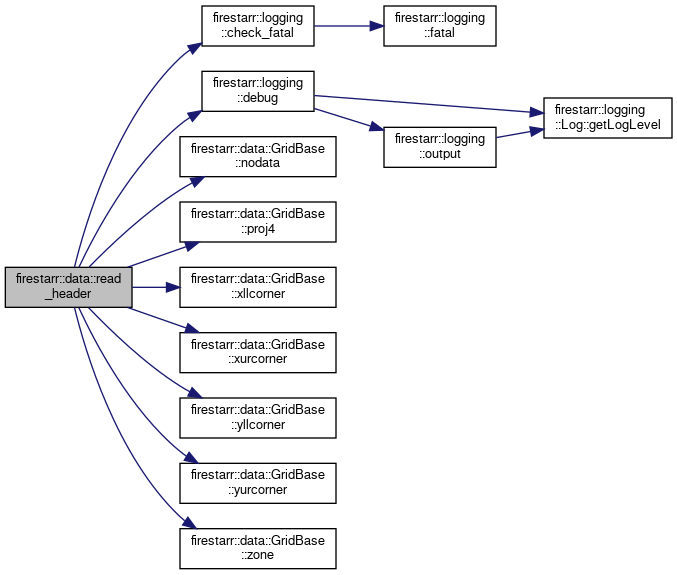 firestarr::logging
::check_fatal
firestarr::logging
::fatal
firestarr::logging
::debug
firestarr::logging
::Log::getLogLevel
firestarr::logging
::output
firestarr::data::GridBase
::nodata
firestarr::data::GridBase
::proj4
firestarr::data::read
_header
firestarr::data::GridBase
::xllcorner
firestarr::data::GridBase
::xurcorner
firestarr::data::GridBase
::yllcorner
firestarr::data::GridBase
::yurcorner
firestarr::data::GridBase
::zone